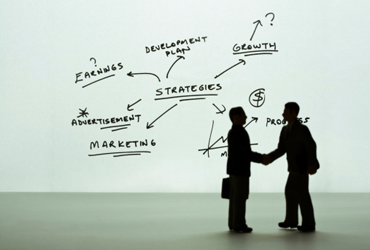 ?
DEVELOPMENT
PLAN
GROWTH
?
EARNINGS
STRATEGIES
$
* ADVERTISEMENT
MARKETING